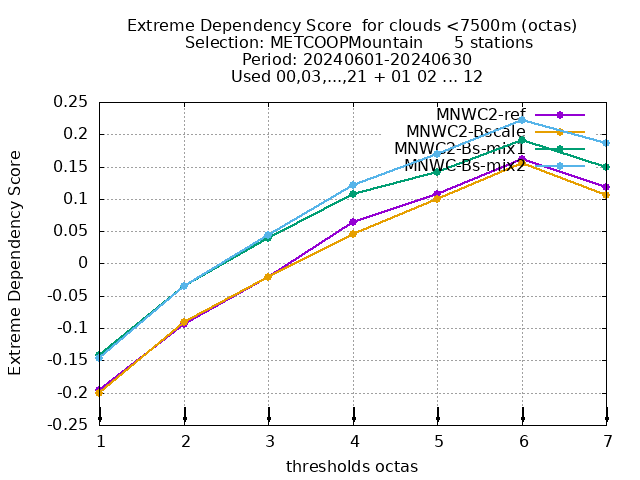 Extreme Dependency Score  for clouds <7500m (octas)
Selection: METCOOPMountain      5 stations
Period: 20240601-20240630
Used 00,03,...,21 + 01 02 ... 12
MNWC2-ref
MNWC2-Bscale
MNWC2-Bs-mix1
MNWC-Bs-mix2
Extreme Dependency Score
0.25
0.2
0.15
0.1
0.05
0
-0.05
-0.1
-0.15
-0.2
-0.25
1 2 3 4 5 6 7
thresholds octas